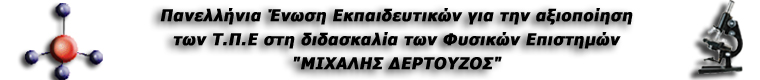 Πανελλήνια Ένωση Εκπαιδευτικών για την αξιοποίηση
των Τ.Π.Ε στη διδασκαλία των Φυσικών Επιστημών
"ΜΙΧΑΛΗΣ ΔΕΡΤΟΥΖΟΣ"